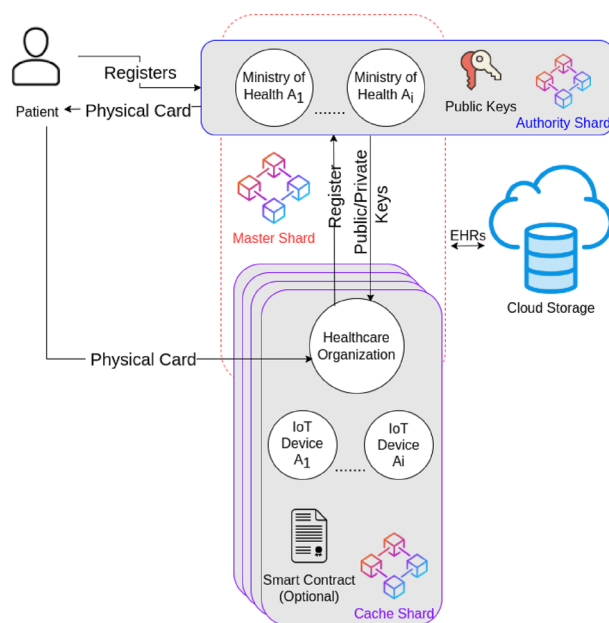 Registers
Patient
Physical Card
Ministry of
Health A1
.......
Ministry of
Health Ai
Public Keys
Authority Shard
Master Shard
Register
Public/Private
Keys
EHRs
Cloud Storage
Healthcare
Organization
Physical Card
IoT
Device
A1
.......
IoT
Device
Ai
Smart Contract
(Optional)
Cache Shard